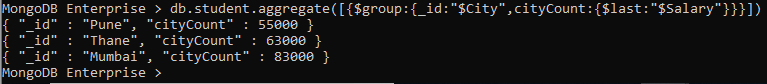 MongoDB Enterprise > db.student.aggregate([{$group:{_id:"$City",cityCount:{$last:"$Salary"}}}])
{ "_id" : "Pune", "cityCount" : 55000 }
{ "_id" : "Thane", "cityCount" : 63000 }
{ "_id" : "Mumbai", "cityCount" : 83000 }
MongoDB Enterprise >